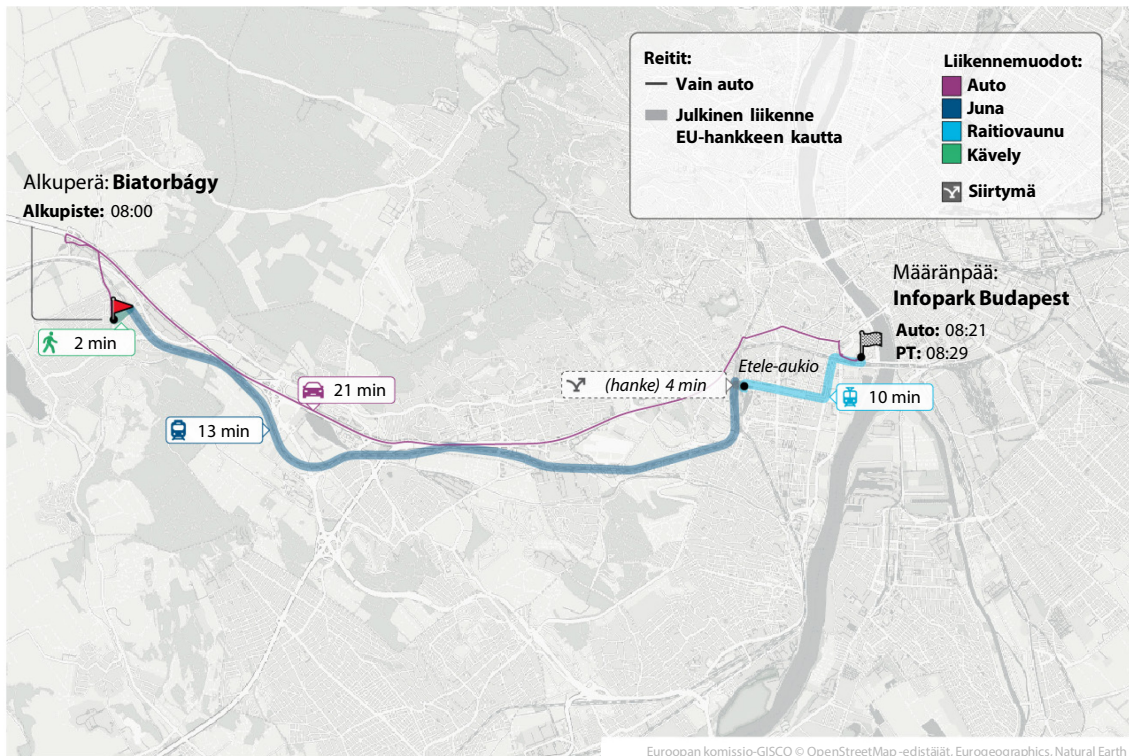 Reitit:
Vain auto
Julkinen liikenne
EU-hankkeen kautta
Liikennemuodot:
Auto
Juna
Raitiovaunu
Kävely
Siirtymä
Alkuperä: Biatorbágy
Alkupiste: 08:00
Määränpää:
Infopark Budapest
Auto: 08:21
PT: 08:29
2 min
Etele-aukio
(hanke) 4 min
21 min
10 min
13 min
Euroopan komissio-GISCO © OpenStreetMap -edistäjät, Eurogeographics, Natural Earth